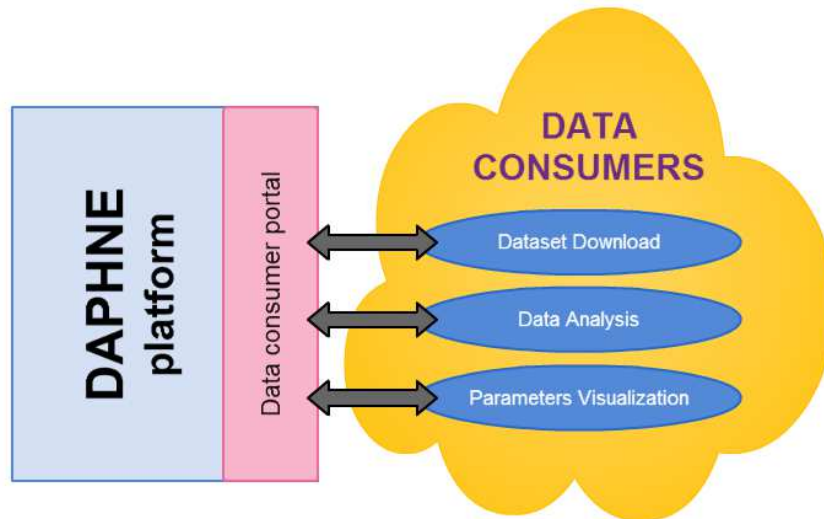 DAPHNE
platform
Data consumer portal
DATA
CONSUMERS
Dataset Download
Data Analysis
Parameters Visualization